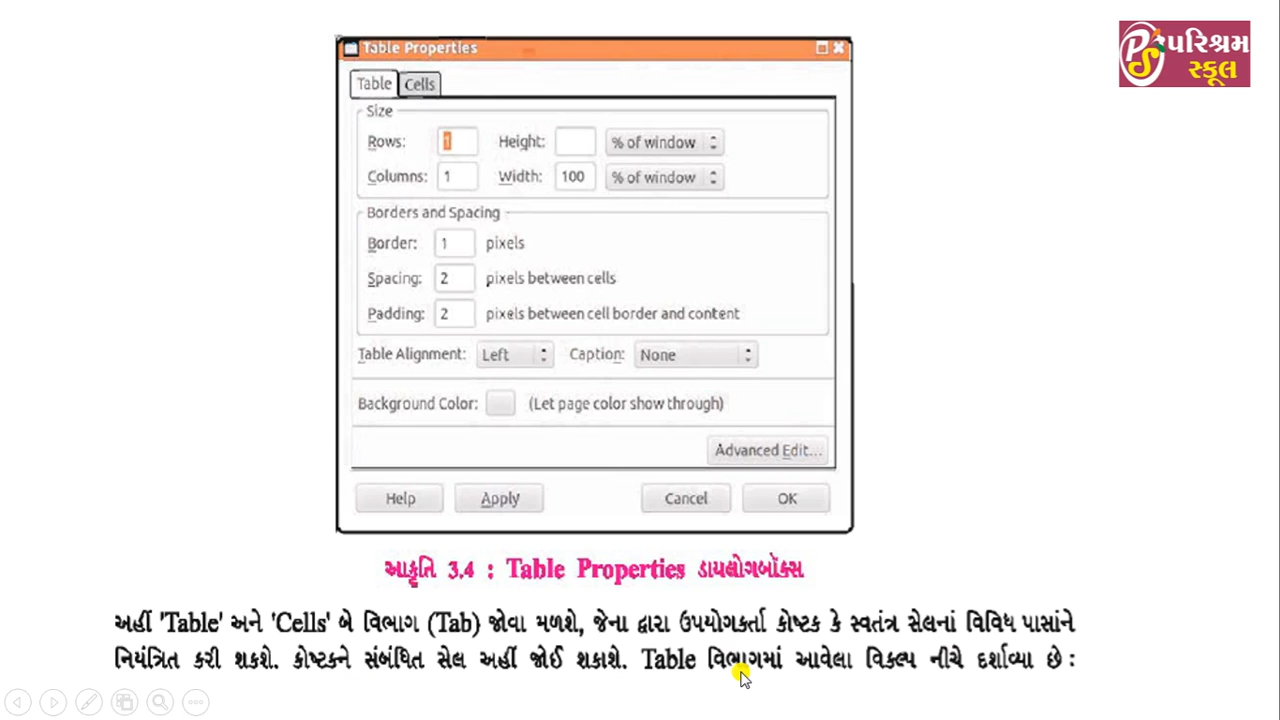 પરિશ્રમ
સ્કૂલ
Table Properties
Table Cells
Size
Rows: 1 Height: % of window
Columns: 1 Width: 100 % of window
Borders and Spacing
Border: 1 pixels
Spacing: 2 pixels between cells
Padding: 2 pixels between cell border and content
Table Alignment: Left Caption: None
Background Color: (Let page color show through)
Advanced Edit...
Help Apply Cancel OK
આકૃતિ 3.4 : Table Properties ડાયલોગબૉક્સ
અહીં 'Table' અને 'Cells' બે વિભાગ (Tab) જોવા મળશે, જેના દ્વારા ઉપયોગકર્તા કોષ્ટક કે સ્વતંત્ર સેલનાં વિવિધ પાસાંને
નિયંત્રિત કરી શકશે. કોષ્ટકને સંબંધિત સેલ અહીં જોઈ શકાશે. Table વિભાગમાં આવેલા વિકલ્પ નીચે દર્શાવ્યા છે :